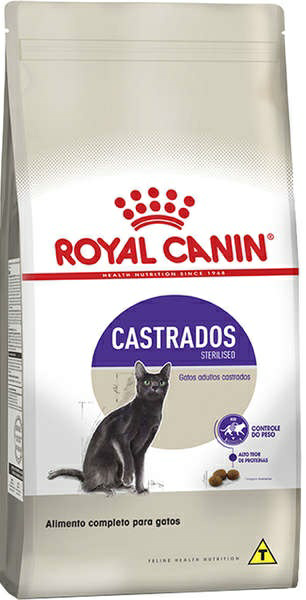 ROYAL CANIN®
HEALTH NUTRITION SINCE 1968
CASTRADOS
STERILISED
Gatos adultos castrados
CONTROLE
DO PESO
ALTO TEOR
DE PROTEÍNAS
Alimento completo para gatos
T
FELINE HEALTH NUTRITION